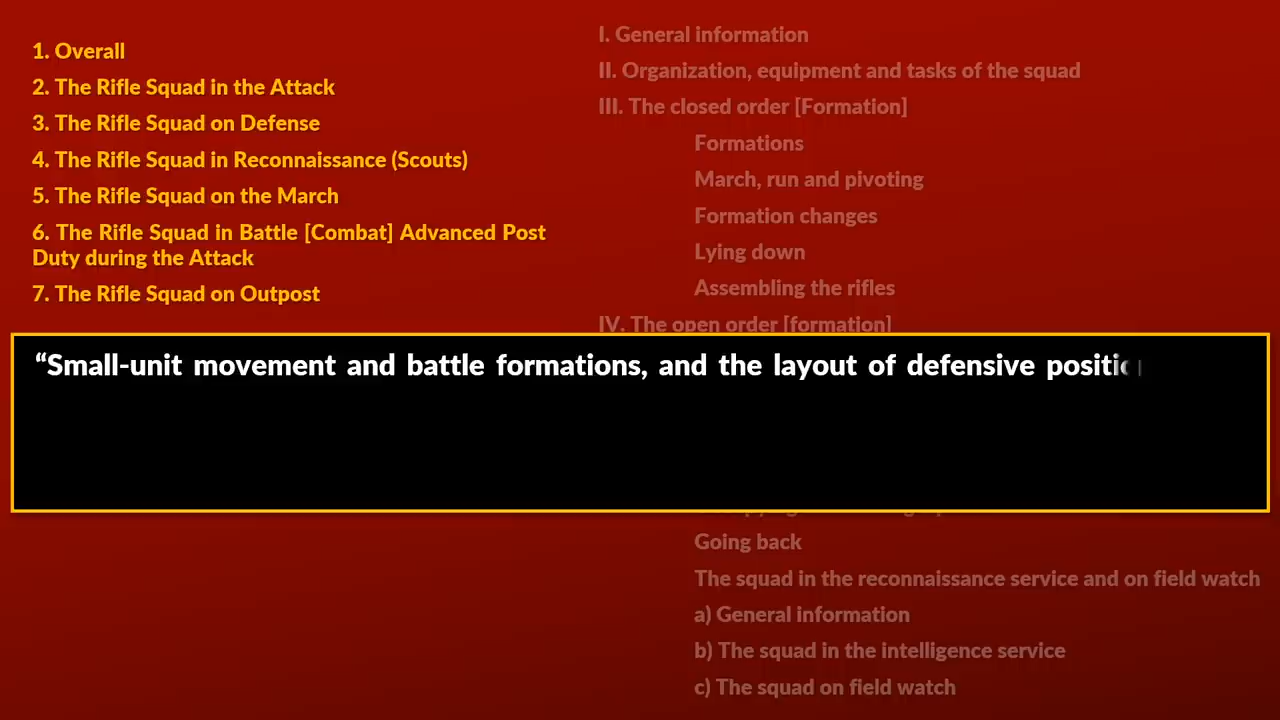 1. Overall
2. The Rifle Squad in the Attack
3. The Rifle Squad on Defense
4. The Rifle Squad in Reconnaissance (Scouts)
5. The Rifle Squad on the March
6. The Rifle Squad in Battle [Combat] Advanced Post
Duty during the Attack
7. The Rifle Squad on Outpost
I. General information
II. Organization, equipment and tasks of the squad
III. The closed order [Formation]
Formations
March, run and pivoting
Formation changes
Lying down
Assembling the rifles
IV. The open order [formation]
“Small-unit movement and battle formations, and the layout of defensive
Going back
The squad in the reconnaissance service and on field watch
a) General information
b) The squad in the intelligence service
c) The squad on field watch